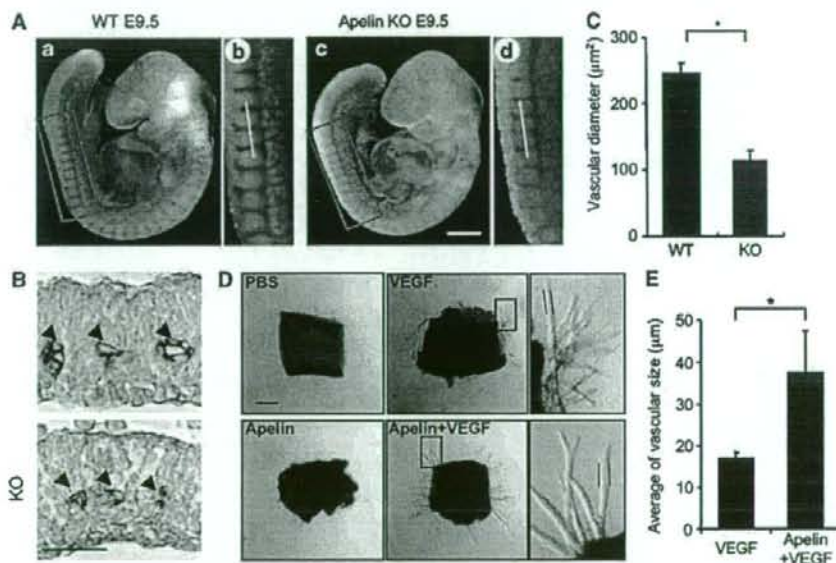 A
WT E9.5
Apelin KO E9.5
a
b
c
d
C
Vascular diameter (μm²)
300
200
100
0
*
WT
KO
B
KO
D
PBS
VEGF
Apelin
Apelin+VEGF
E
Average of vascular size (μm)
50
40
30
20
10
0
*
VEGF
Apelin
+VEGF